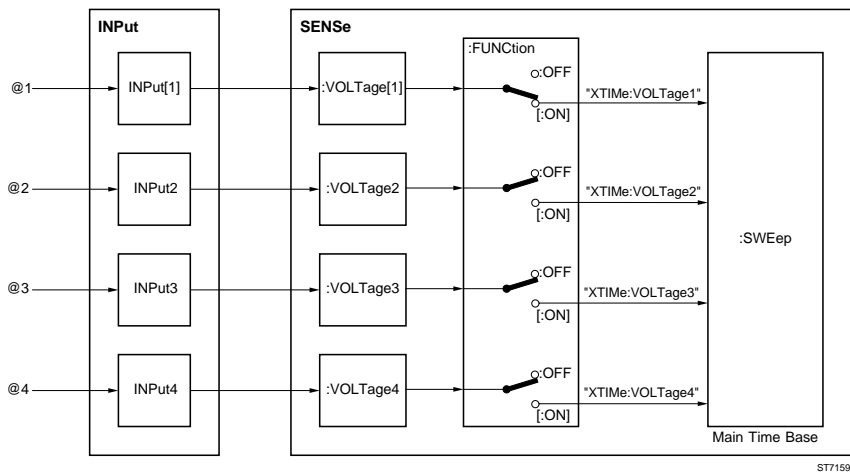 INPut
SENSe
:FUNCtion
@1
INPut[1]
:VOLTage[1]
:OFF
[:ON]
"XTIMe:VOLTage1"
@2
INPut2
:VOLTage2
:OFF
[:ON]
"XTIMe:VOLTage2"
:SWEep
@3
INPut3
:VOLTage3
:OFF
[:ON]
"XTIMe:VOLTage3"
@4
INPut4
:VOLTage4
:OFF
[:ON]
"XTIMe:VOLTage4"
Main Time Base
ST7159